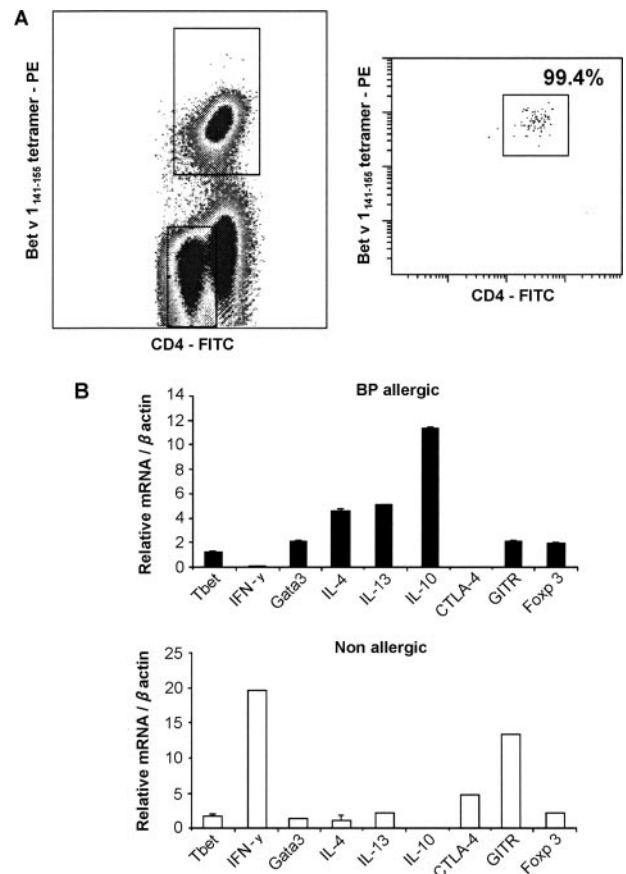 A
Bet v 1141-155 tetramer - PE
CD4 - FITC
99.4%
Bet v 1141-155 tetramer - PE
CD4 - FITC
B
BP allergic
Relative mRNA / β actin
14
12
10
8
6
4
2
0
Tbet IFN-y Gata3 IL-4 IL-13 IL-10 CTLA-4 GITR Foxp 3
Non allergic
Relative mRNA / β actin
25
20
15
10
5
0
Tbet IFN-y Gata3 IL-4 IL-13 IL-10 CTLA-4 GITR Foxp 3